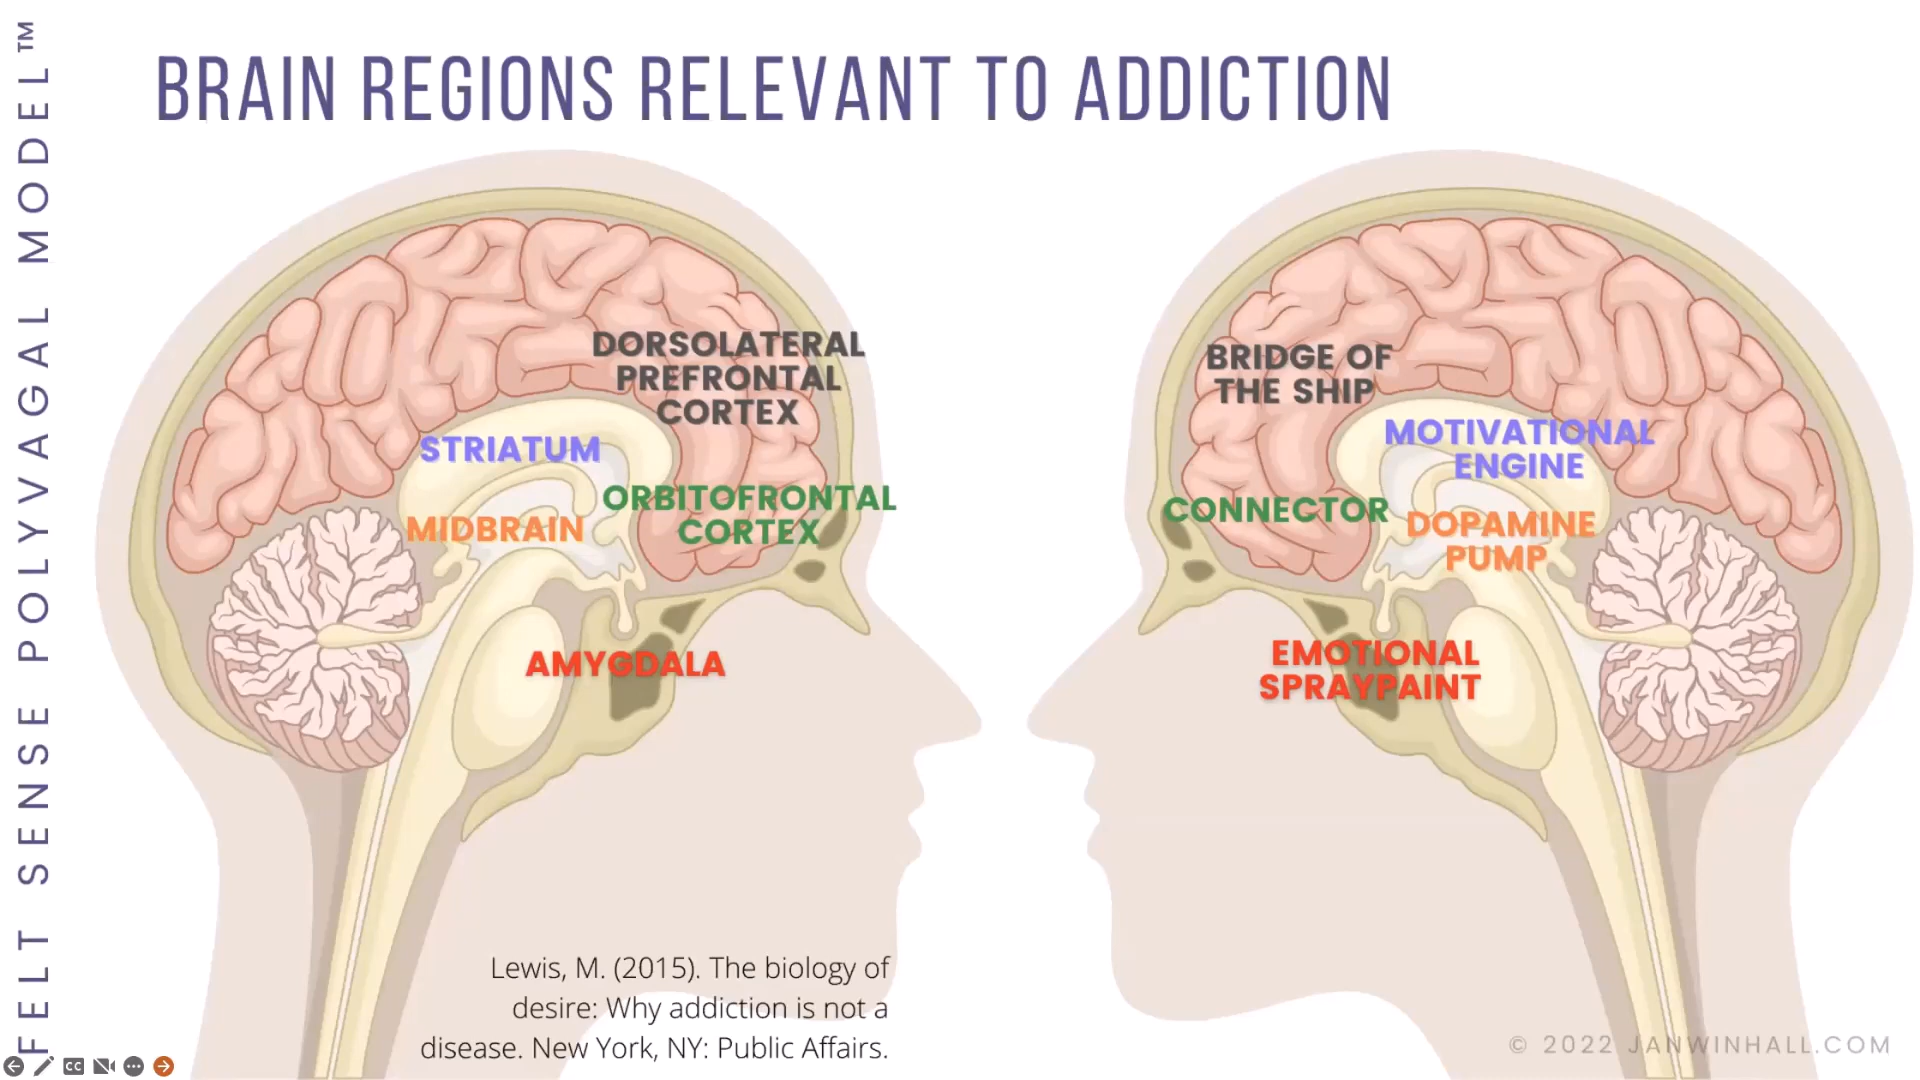 FELT SENSE POLYVAGAL MODEL™
BRAIN REGIONS RELEVANT TO ADDICTION
DORSOLATERAL
PREFRONTAL
CORTEX
STRIATUM
ORBITOFRONTAL
CORTEX
MIDBRAIN
AMYGDALA
BRIDGE OF
THE SHIP
MOTIVATIONAL
ENGINE
CONNECTOR
DOPAMINE
PUMP
EMOTIONAL
SPRAYPAINT
Lewis, M. (2015). The biology of
desire: Why addiction is not a
disease. New York, NY: Public Affairs.
© 2022 JANWINHALL.COM
CC